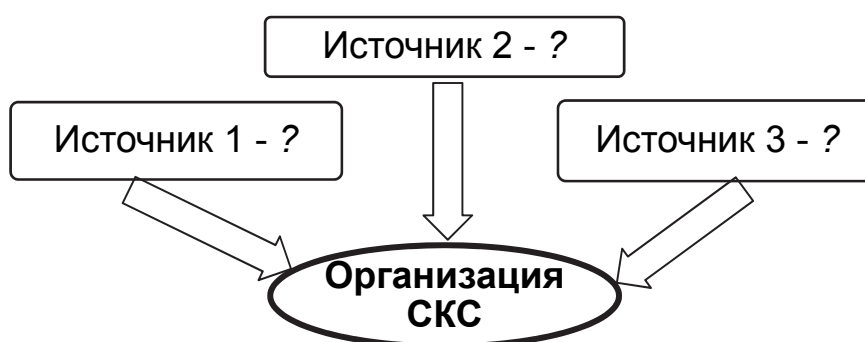 Источник 2 - ?
Источник 1 - ?
Источник 3 - ?
Организация
СКС